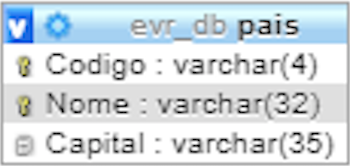 v evr_db pais
Codigo : varchar(4)
Nome : varchar(32)
Capital : varchar(35)